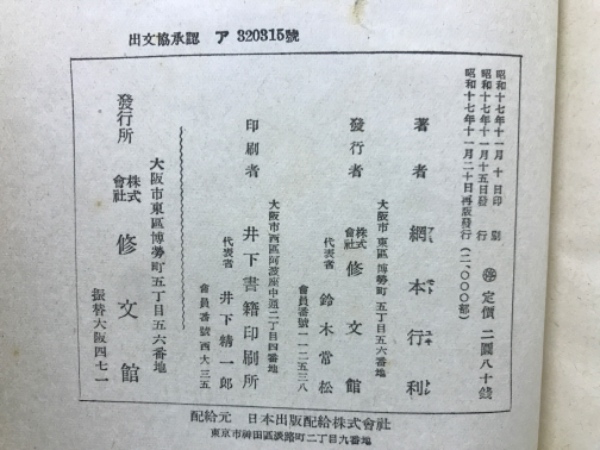 出文協承認 ア 320315號
昭和十七年十一月十日印刷
昭和十七年十一月十五日發行
昭和十七年十一月二十日再版發行(二、〇〇〇部)
定價 二圓八十錢
著者 網本行利
發行者
大阪市東區博勞町五丁目五六番地
株式會社 修文館
代表者 鈴木常松
會員番號一一二五三八
印刷者
大阪市西區阿波座中通二丁目四番地
井下書籍印刷所
代表者 井下精一郎
會員番號西大三五
發行所
大阪市東區博勞町五丁目五六番地
株式會社 修文館
振替大阪四七一
配給元 日本出版配給株式會社
東京市神田區淡路町二丁目九番地